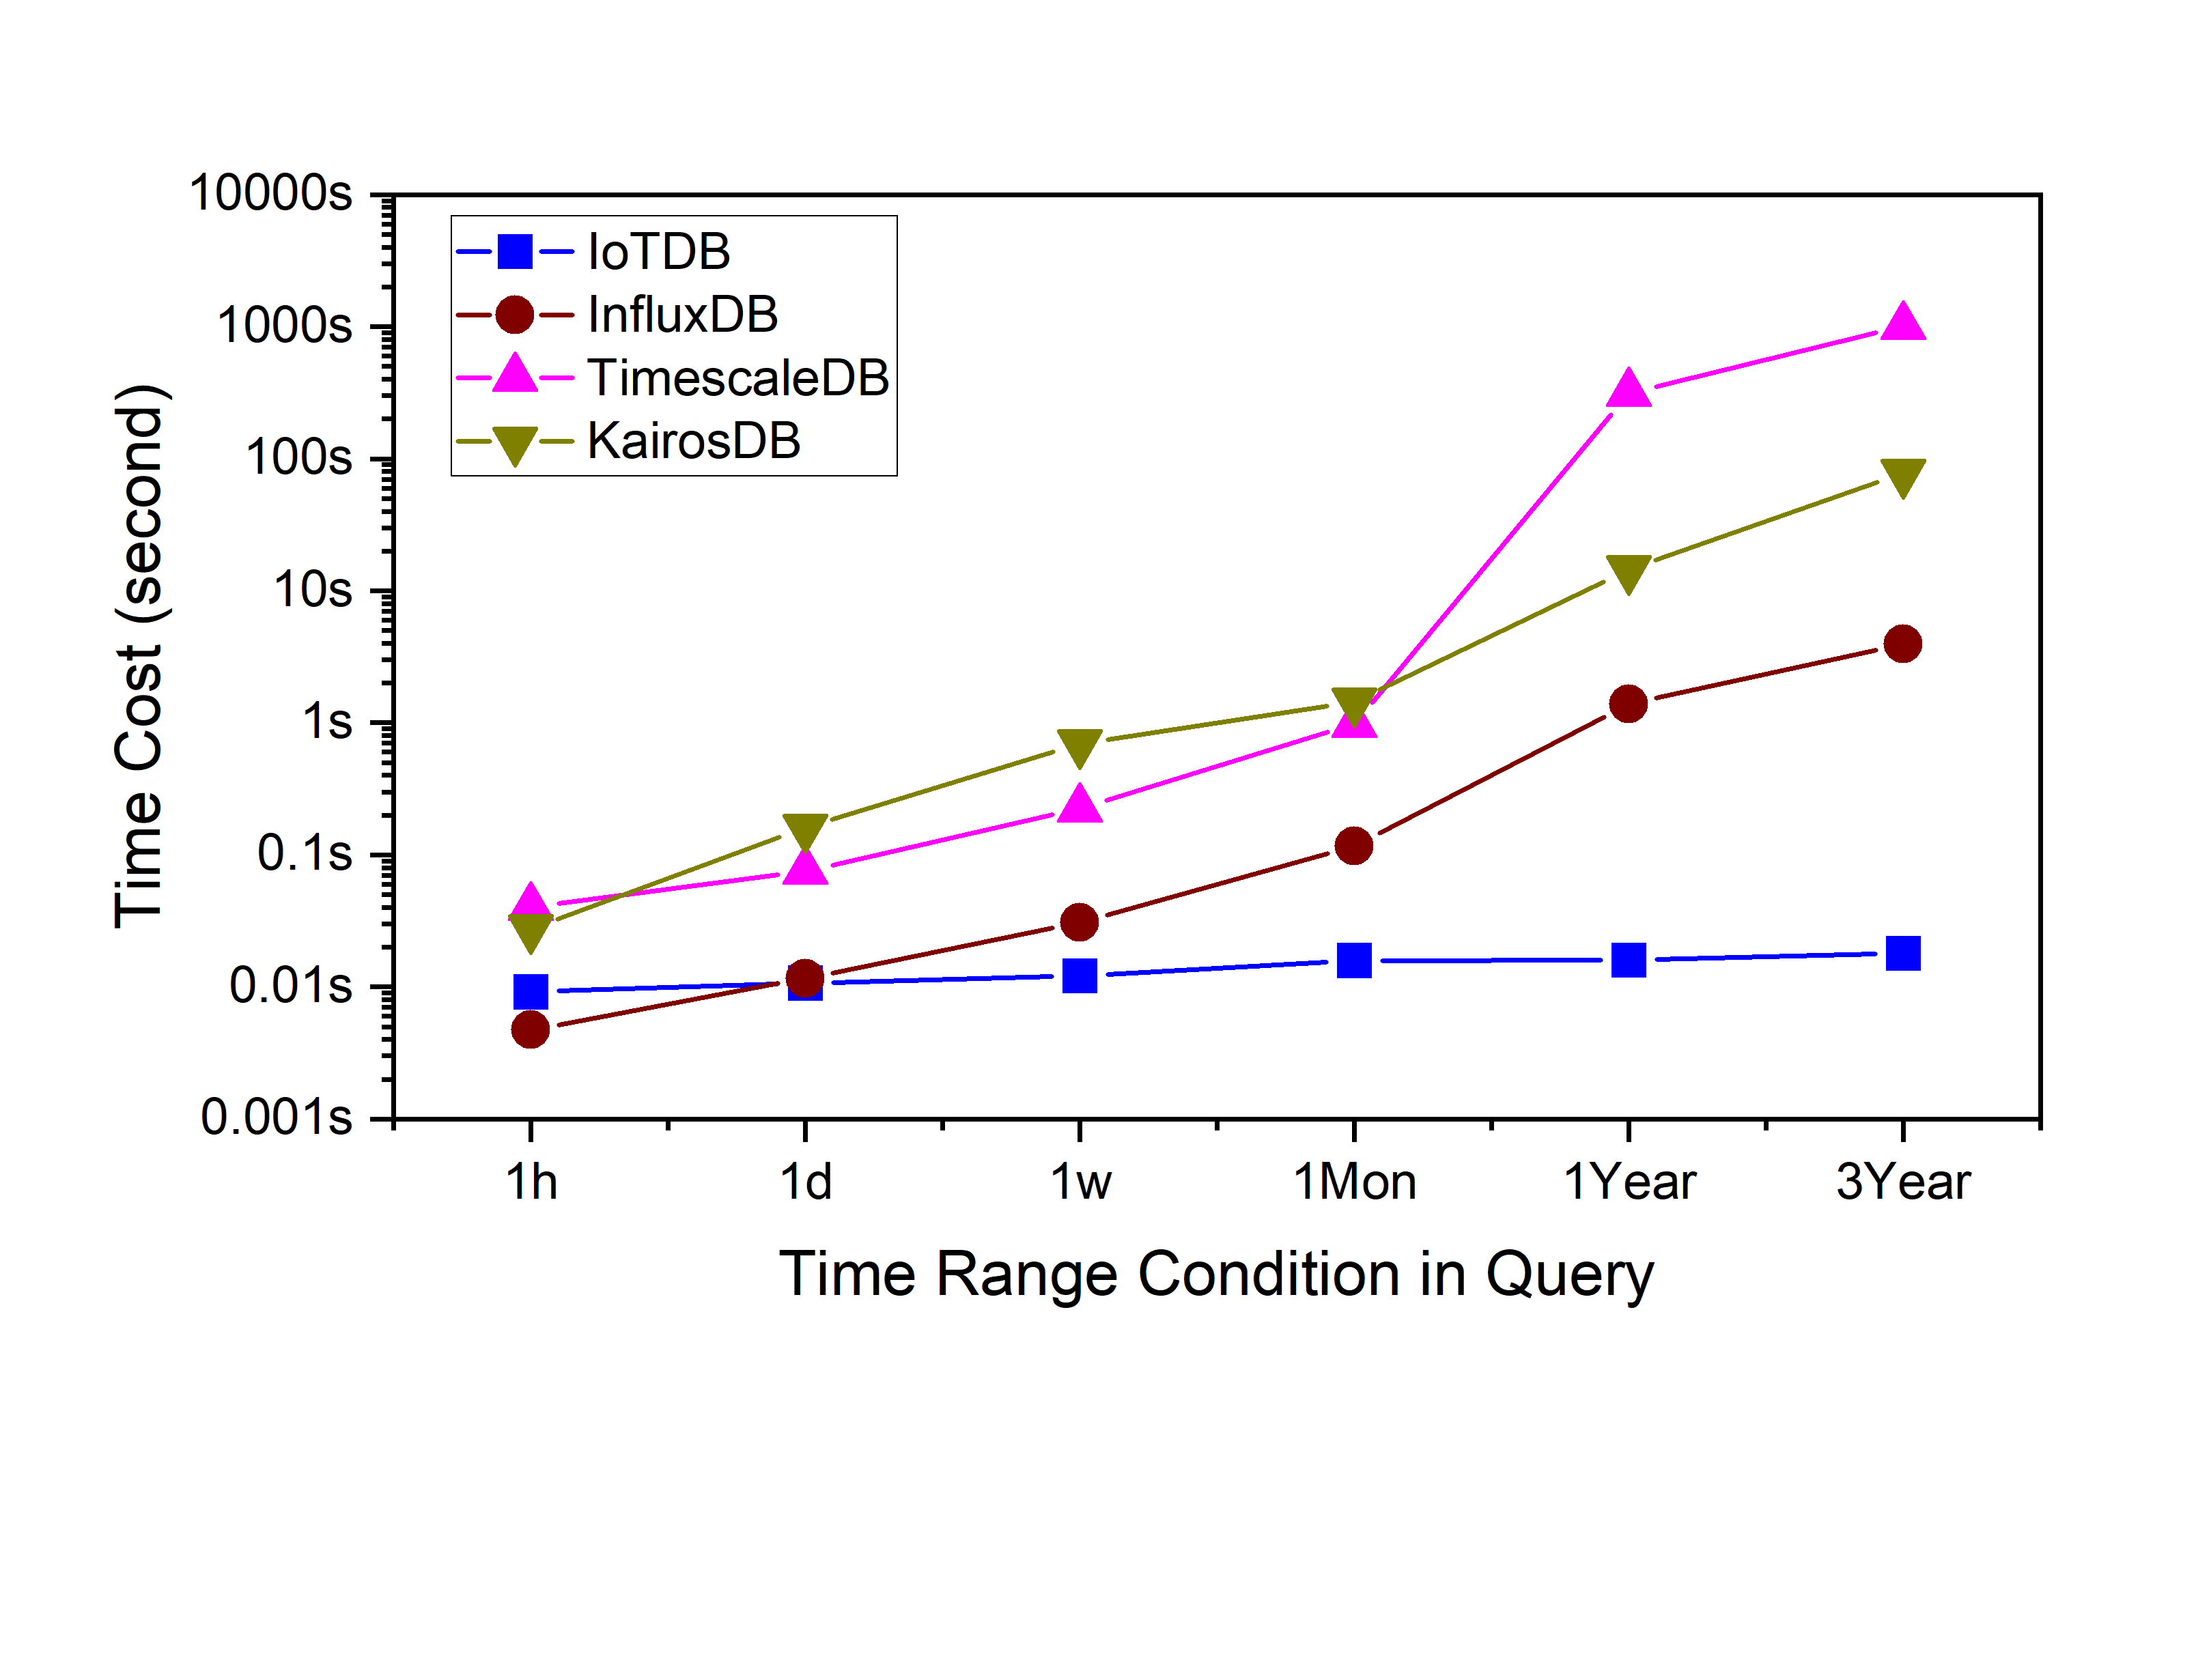 10000s
1000s
100s
10s
1s
0.1s
0.01s
0.001s
Time Cost (second)
IoTDB
InfluxDB
TimescaleDB
KairosDB
1h 1d 1w 1Mon 1Year 3Year
Time Range Condition in Query